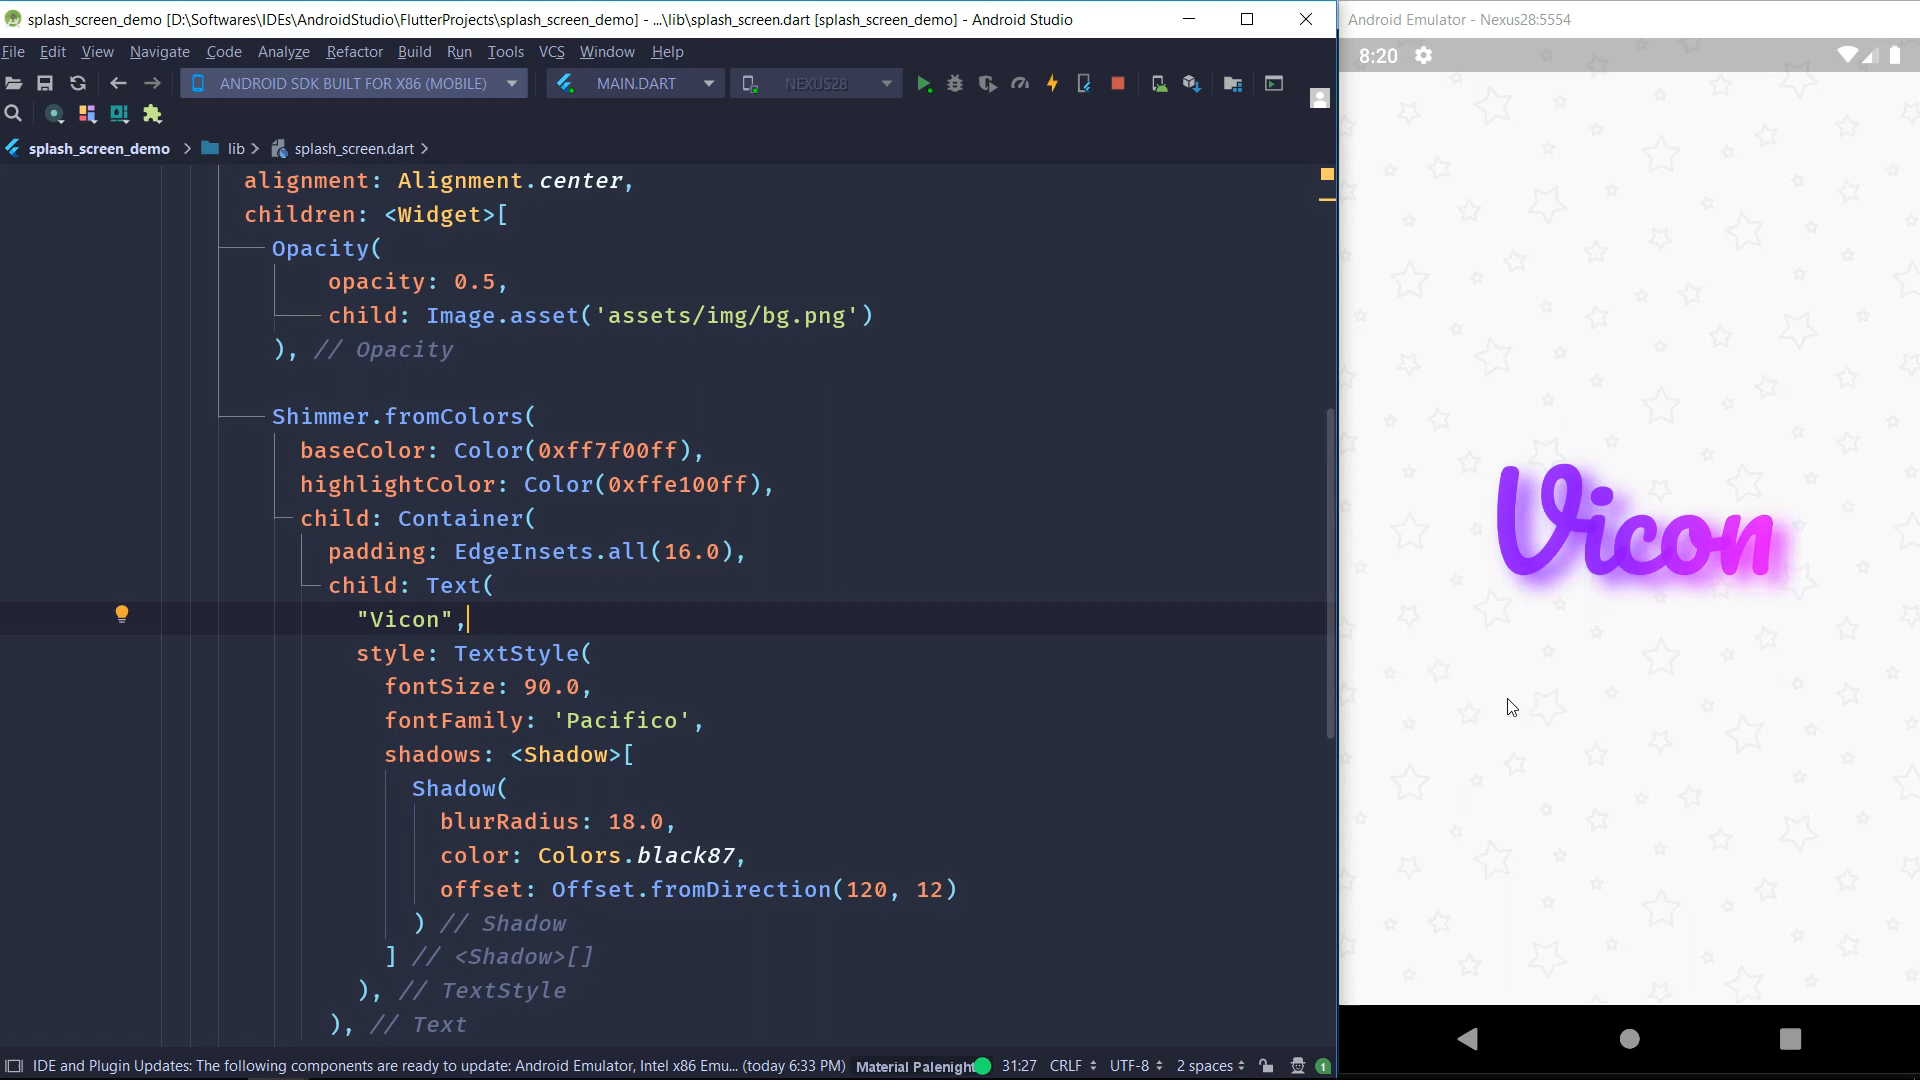 splash_screen_demo [D:\Softwares\IDEs\AndroidStudio\FlutterProjects\splash_screen_demo] - ...\lib\splash_screen.dart [splash_screen_demo] - Android Studio
Android Emulator - Nexus28:5554
File Edit View Navigate Code Analyze Refactor Build Run Tools VCS Window Help
8:20
ANDROID SDK BUILT FOR X86 (MOBILE) MAIN.DART NEXUS28
splash_screen_demo lib splash_screen.dart
alignment: Alignment.center,
children: <Widget>[
Opacity(
opacity: 0.5,
child: Image.asset('assets/img/bg.png')
), // Opacity
Shimmer.fromColors(
baseColor: Color(0xff7f00ff),
highlightColor: Color(0xffe100ff),
child: Container(
padding: EdgeInsets.all(16.0),
child: Text(
"Vicon",
style: TextStyle(
fontSize: 90.0,
fontFamily: 'Pacifico',
shadows: <Shadow>[
Shadow(
blurRadius: 18.0,
color: Colors.black87,
offset: Offset.fromDirection(120, 12)
) // Shadow
] // <Shadow>[]
), // TextStyle
), // Text
Vicon
IDE and Plugin Updates: The following components are ready to update: Android Emulator, Intel x86 Emu... (today 6:33 PM) Material Palenight 31:27 CRLF UTF-8 2 spaces 1